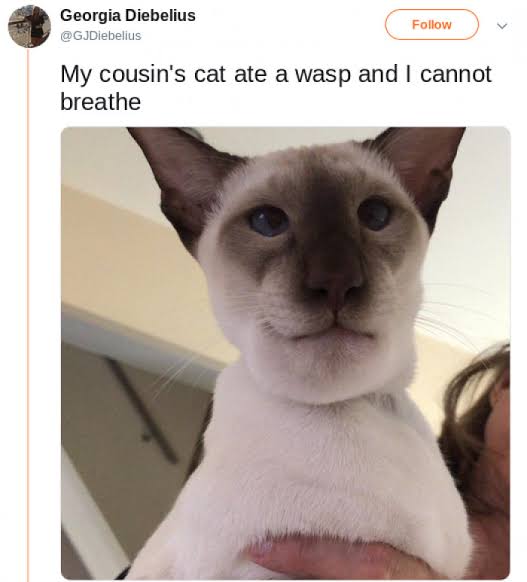 Georgia Diebelius
@GJDiebelius
Follow
My cousin's cat ate a wasp and I cannot
breathe